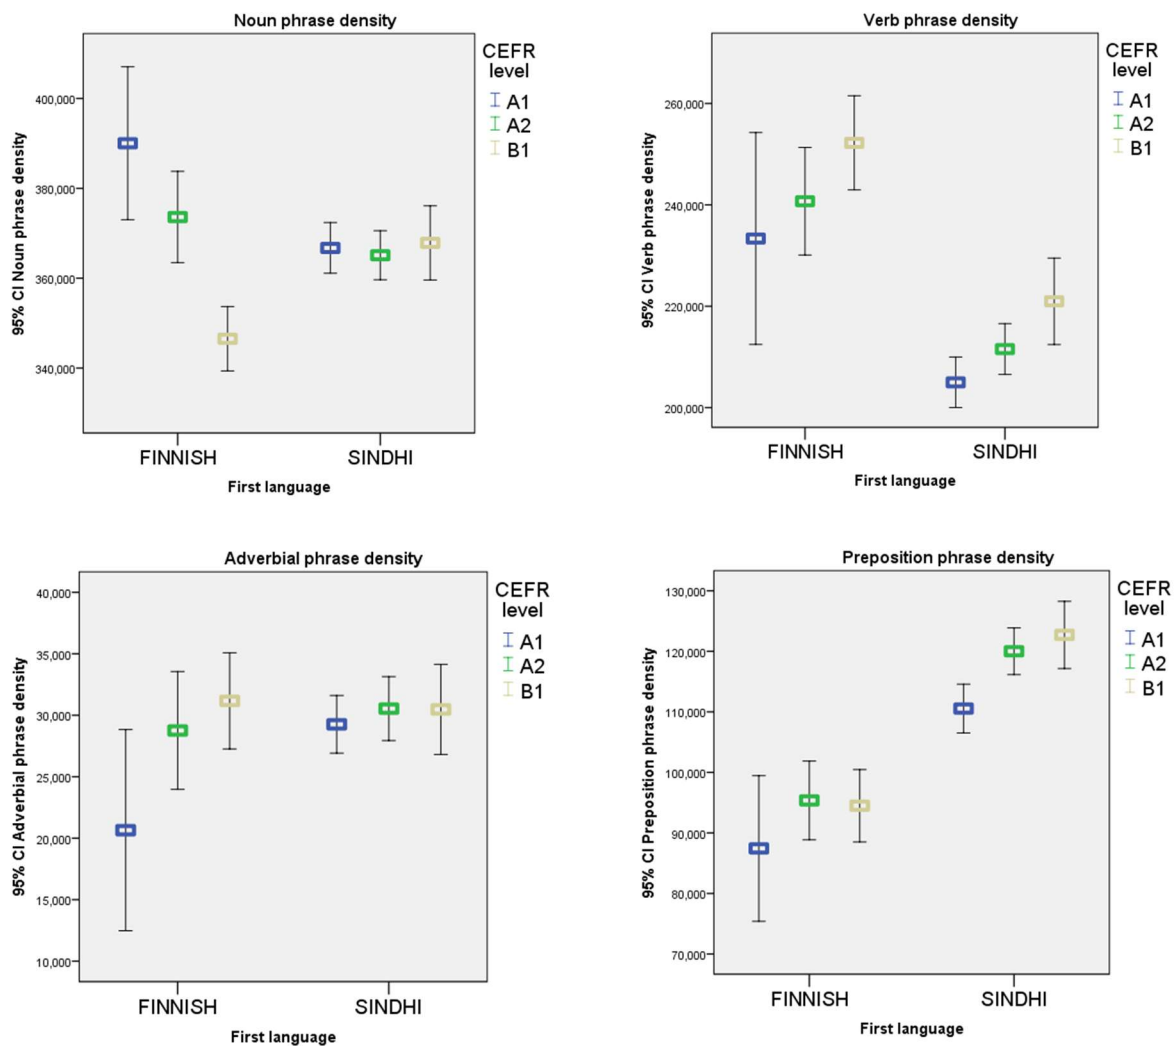 Noun phrase density
95% CI Noun phrase density
400,000
380,000
360,000
340,000
FINNISH
SINDHI
First language
CEFR
level
A1
A2
B1
Verb phrase density
95% CI Verb phrase density
260,000
240,000
220,000
200,000
FINNISH
SINDHI
First language
CEFR
level
A1
A2
B1
Adverbial phrase density
95% CI Adverbial phrase density
40,000
35,000
30,000
25,000
20,000
15,000
10,000
FINNISH
SINDHI
First language
CEFR
level
A1
A2
B1
Preposition phrase density
95% CI Preposition phrase density
130,000
120,000
110,000
100,000
90,000
80,000
70,000
FINNISH
SINDHI
First language
CEFR
level
A1
A2
B1